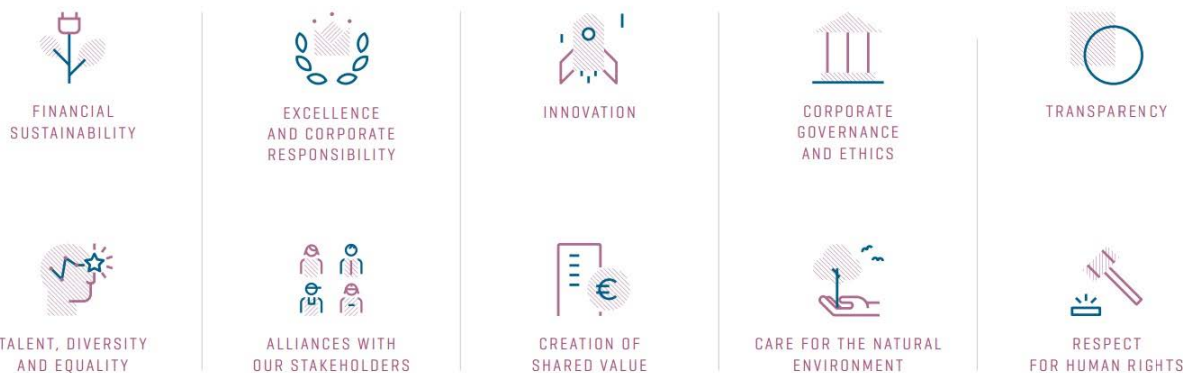 FINANCIAL
SUSTAINABILITY
EXCELLENCE
AND CORPORATE
RESPONSIBILITY
INNOVATION
CORPORATE
GOVERNANCE
AND ETHICS
TRANSPARENCY
TALENT, DIVERSITY
AND EQUALITY
ALLIANCES WITH
OUR STAKEHOLDERS
€
CREATION OF
SHARED VALUE
CARE FOR THE NATURAL
ENVIRONMENT
RESPECT
FOR HUMAN RIGHTS